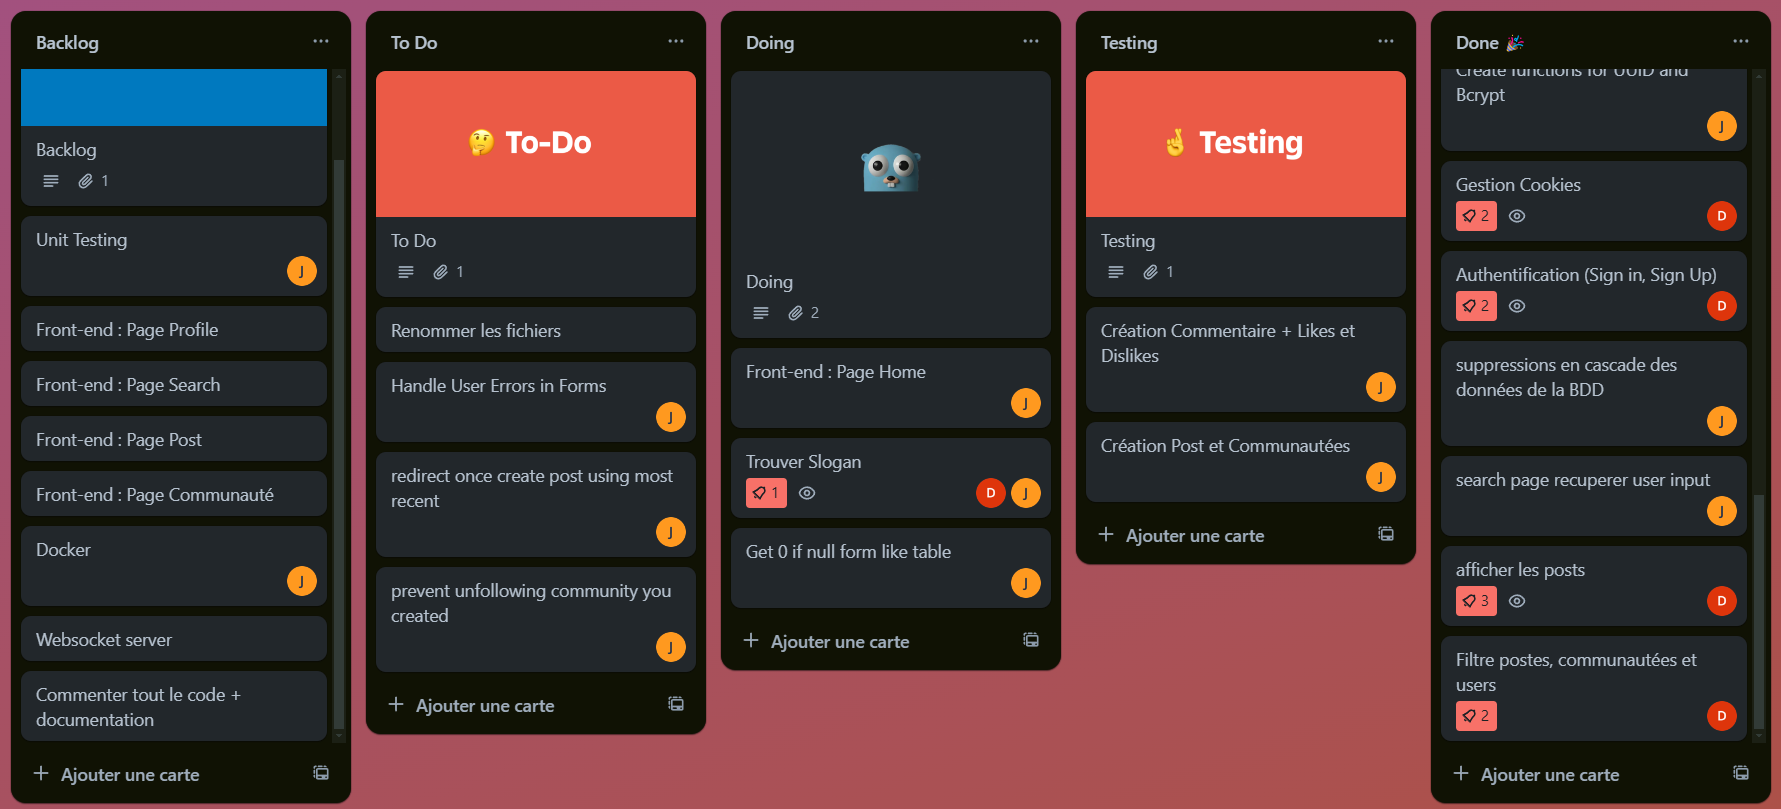 Backlog
Backlog
1
Unit Testing
J
Front-end : Page Profile
Front-end : Page Search
Front-end : Page Post
Front-end : Page Communauté
Docker
J
Websocket server
Commenter tout le code +
documentation
Ajouter une carte
To Do
To-Do
To Do
1
Renommer les fichiers
Handle User Errors in Forms
J
redirect once create post using most
recent
J
prevent unfollowing community you
created
J
Ajouter une carte
Doing
Doing
2
Front-end : Page Home
J
Trouver Slogan
1
D J
Get 0 if null form like table
J
Ajouter une carte
Testing
Testing
Testing
1
Création Commentaire + Likes et
Dislikes
J
Création Post et Communautées
J
Ajouter une carte
Done
Create functions for UUID and
Bcrypt
J
Gestion Cookies
2
D
Authentification (Sign in, Sign Up)
2
D
suppressions en cascade des
données de la BDD
J
search page recuperer user input
J
afficher les posts
3
D
Filtre postes, communautées et
users
2
D
Ajouter une carte